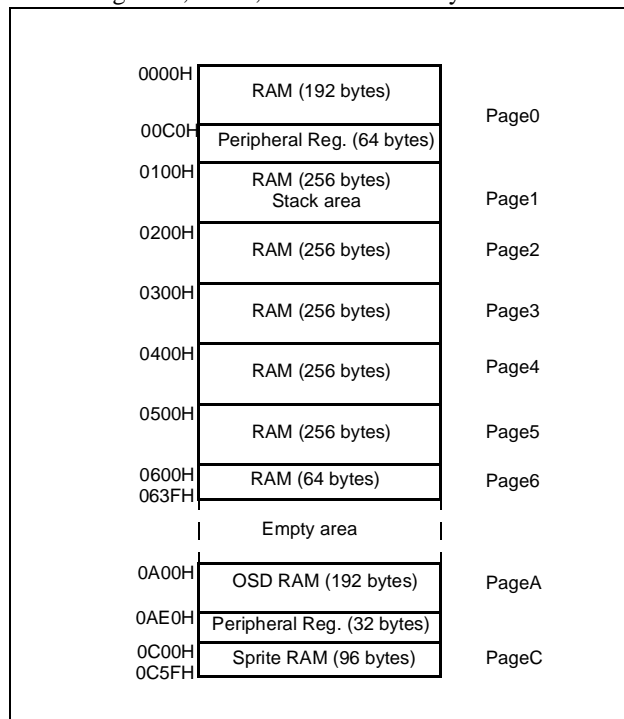 0000H
RAM (192 bytes)
Page0
00C0H
Peripheral Reg. (64 bytes)
0100H
RAM (256 bytes)
Stack area
Page1
0200H
RAM (256 bytes)
Page2
0300H
RAM (256 bytes)
Page3
0400H
RAM (256 bytes)
Page4
0500H
RAM (256 bytes)
Page5
0600H
RAM (64 bytes)
Page6
063FH
Empty area
0A00H
OSD RAM (192 bytes)
PageA
0AE0H
Peripheral Reg. (32 bytes)
0C00H
Sprite RAM (96 bytes)
PageC
0C5FH